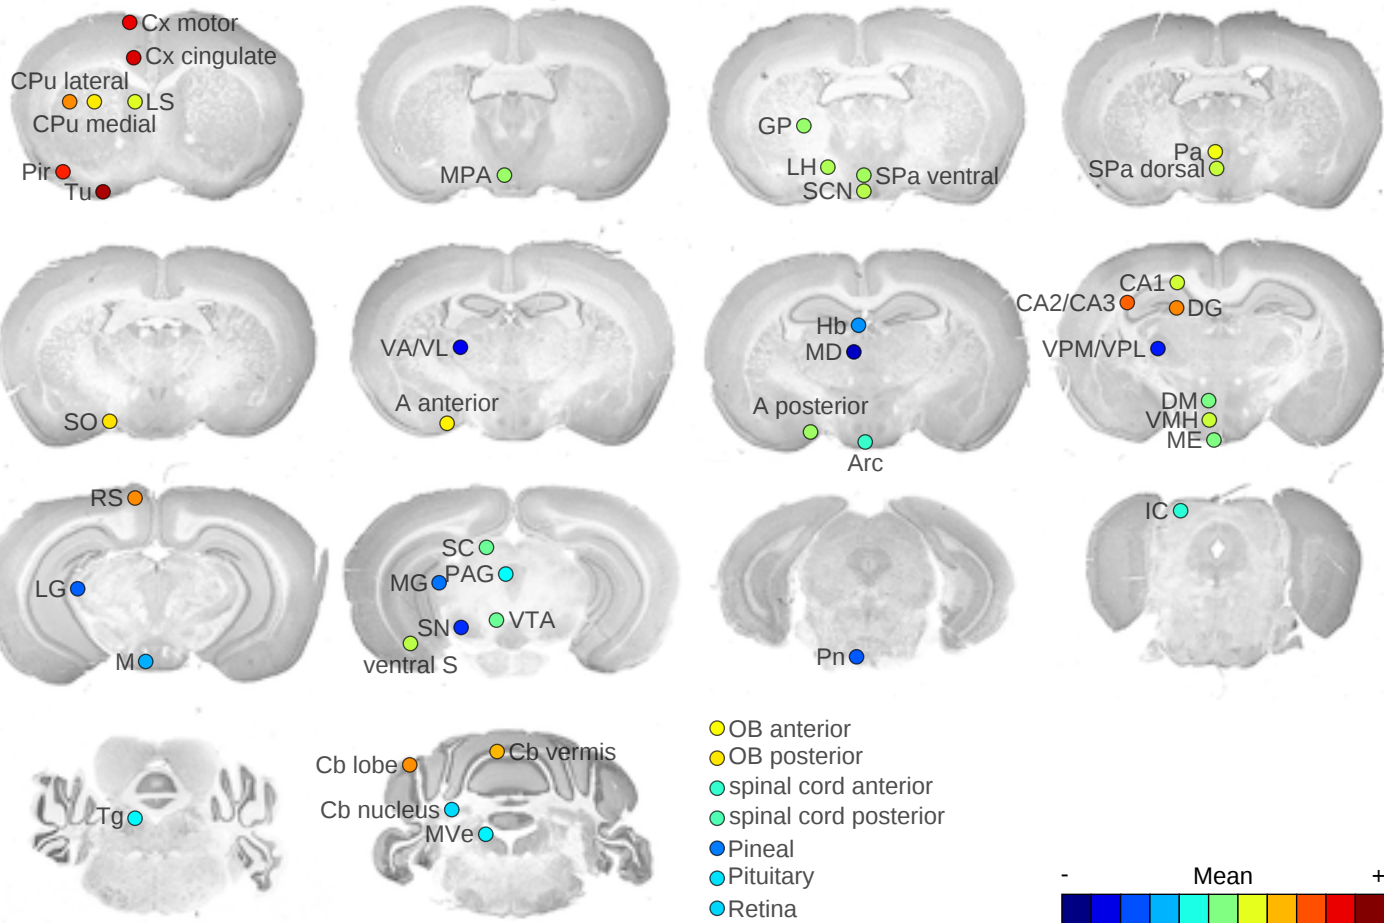 Cx motor
Cx cingulate
CPu lateral
LS
CPu medial
Pir
Tu
MPA
GP
LH
SPa ventral
SCN
Pa
SPa dorsal
SO
VA/VL
A anterior
Hb
MD
A posterior
Arc
CA1
CA2/CA3
DG
VPM/VPL
DM
VMH
ME
RS
LG
M
SC
MG
PAG
SN
VTA
ventral S
Pn
IC
Tg
Cb lobe
Cb vermis
Cb nucleus
MVe
OB anterior
OB posterior
spinal cord anterior
spinal cord posterior
Pineal
Pituitary
Retina
- Mean +